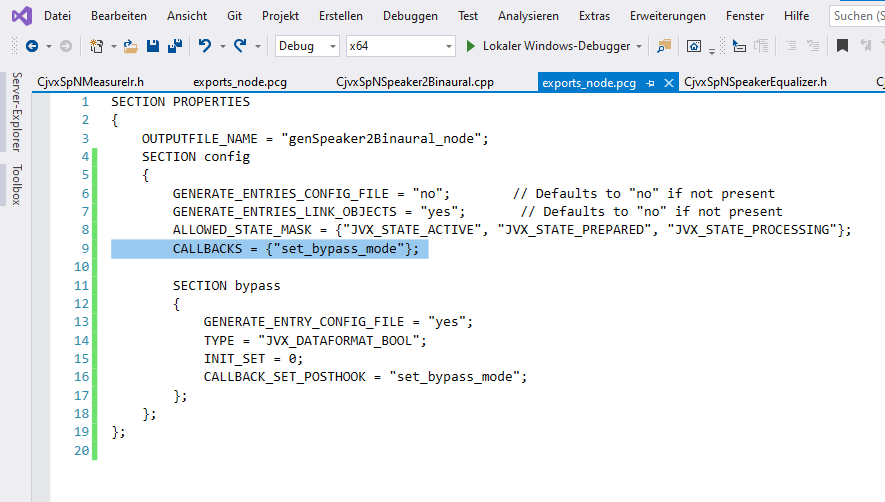 Datei Bearbeiten Ansicht Git Projekt Erstellen Debuggen Test Analysieren Extras Erweiterungen Fenster Hilfe Suchen (S
Debug x64 Lokaler Windows-Debugger
CjvxSpNMeasureIr.h exports_node.pcg CjvxSpNSpeaker2Binaural.cpp exports_node.pcg CjvxSpNSpeakerEqualizer.h C
Server-Explorer
Toolbox
1 SECTION PROPERTIES
2 {
3 OUTPUTFILE_NAME = "genSpeaker2Binaural_node";
4 SECTION config
5 {
6 GENERATE_ENTRIES_CONFIG_FILE = "no"; // Defaults to "no" if not present
7 GENERATE_ENTRIES_LINK_OBJECTS = "yes"; // Defaults to "no" if not present
8 ALLOWED_STATE_MASK = {"JVX_STATE_ACTIVE", "JVX_STATE_PREPARED", "JVX_STATE_PROCESSING"};
9 CALLBACKS = {"set_bypass_mode"};
10
11 SECTION bypass
12 {
13 GENERATE_ENTRY_CONFIG_FILE = "yes";
14 TYPE = "JVX_DATAFORMAT_BOOL";
15 INIT_SET = 0;
16 CALLBACK_SET_POSTHOOK = "set_bypass_mode";
17 };
18 };
19 };
20